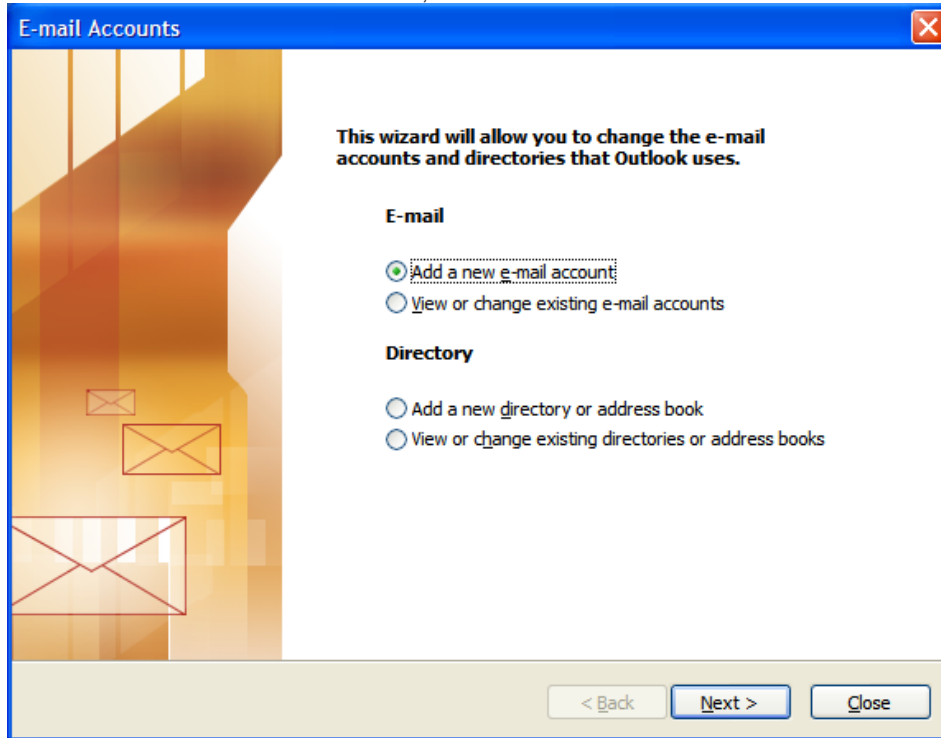 E-mail Accounts
This wizard will allow you to change the e-mail
accounts and directories that Outlook uses.
E-mail
Add a new e-mail account
View or change existing e-mail accounts
Directory
Add a new directory or address book
View or change existing directories or address books
< Back
Next >
Close